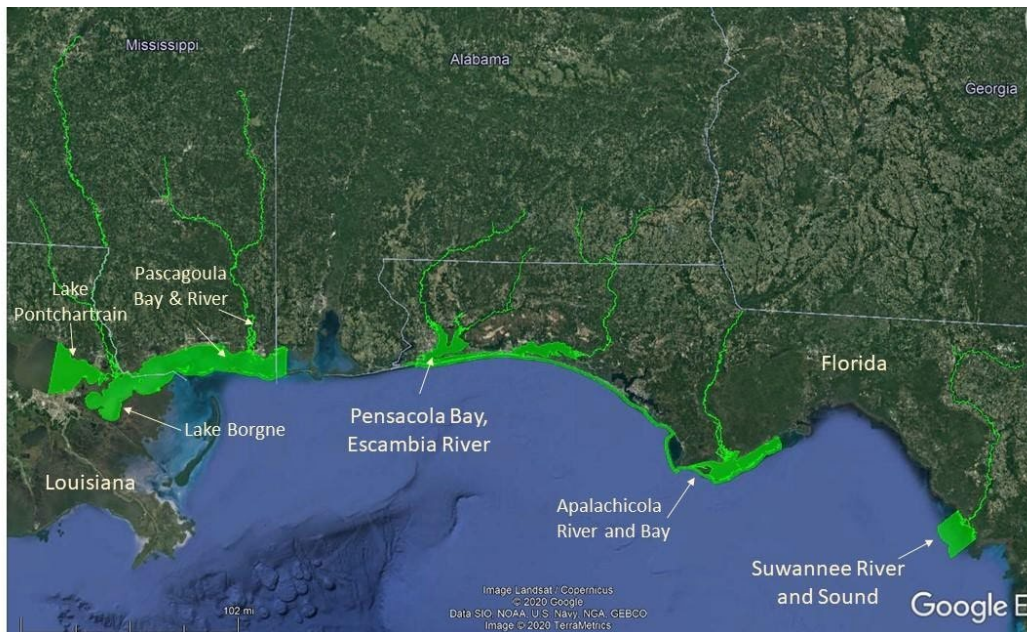 Mississippi
Alabama
Georgia
Pascagoula
Bay & River
Lake
Pontchartrain
Florida
Pensacola Bay,
Escambia River
Lake Borgne
Louisiana
Apalachicola
River and Bay
Suwannee River
and Sound
102 mi
Image Landsat / Copernicus
© 2020 Google
Data SIO, NOAA, U.S. Navy, NGA, GEBCO
Image © 2020 TerraMetrics
Google E